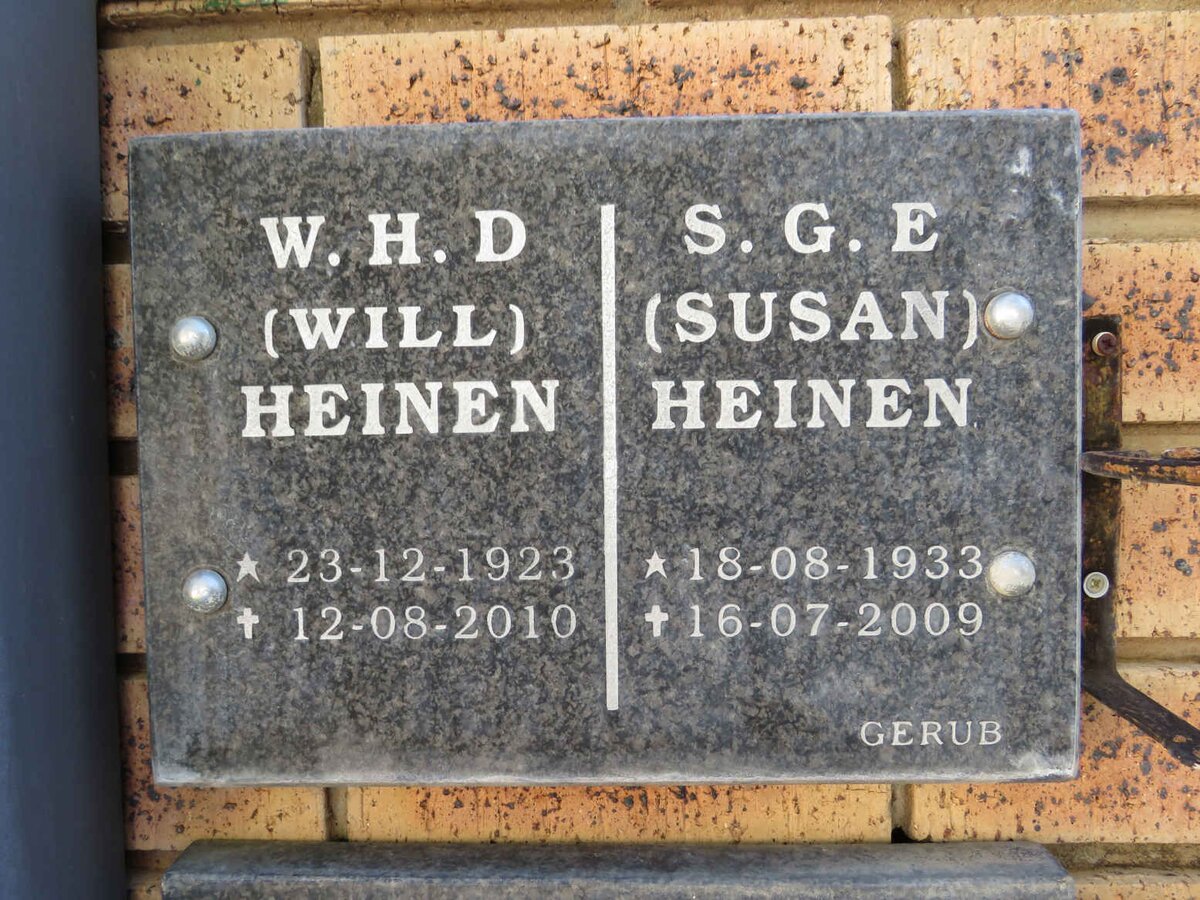 W. H. D
(WILL)
HEINEN
★ 23-12-1923
✝ 12-08-2010
S. G. E
(SUSAN)
HEINEN
★ 18-08-1933
✝ 16-07-2009
GERUB